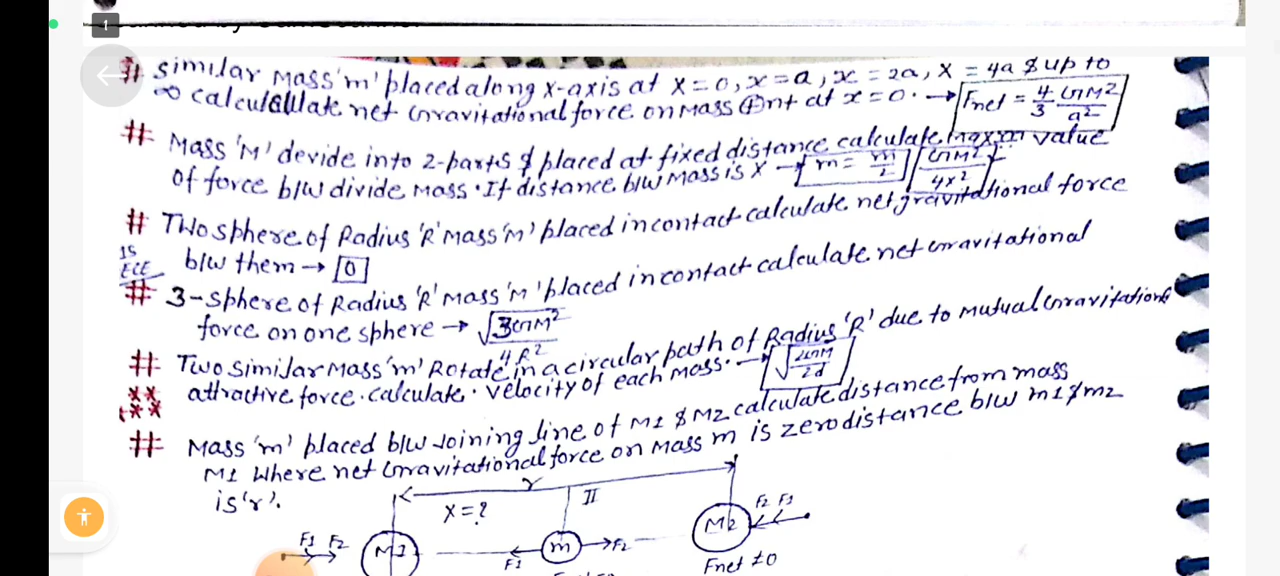 1
# Similar Mass 'm' placed along x-axis at x=0, x=a, x=2a, x=4a & up to
∞ calculate net Gravitational force on Mass at x=0. → Fnet = 4/3 GM²/a²
# Mass 'M' devide into 2-parts & placed at fixed distance calculate maxm value
of force b/w divide Mass. If distance b/w Mass is x → m = m/2 GM²/4x²
# Two sphere of Radius 'R' Mass 'M' placed in contact calculate net gravitational force
b/w them → 0
# 3-sphere of Radius 'R' Mass 'M' placed in contact calculate net Gravitational
force on one sphere → √3GM²/4R²
# Two similar Mass 'm' Rotate in a circular path of Radius 'R' due to Mutual Gravitation
attractive force. calculate. velocity of each mass. →
# Mass 'm' placed b/w Joining line of M1 & M2 calculate distance from mass
M1 where net Gravitational force on Mass m is zero distance b/w m1 & m2
is 'r'.
r
x=? II
F1 F2 M1 F1 m F2 M2 F2 F1
Fnet ≠0